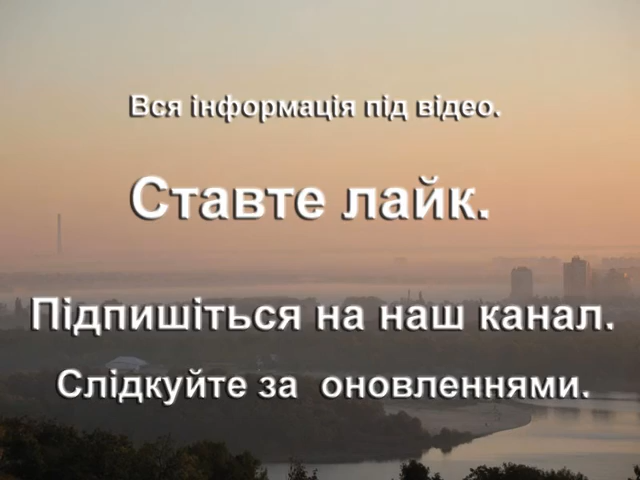 Вся інформація під відео.
Ставте лайк.
Підпишіться на наш канал.
Слідкуйте за оновленнями.